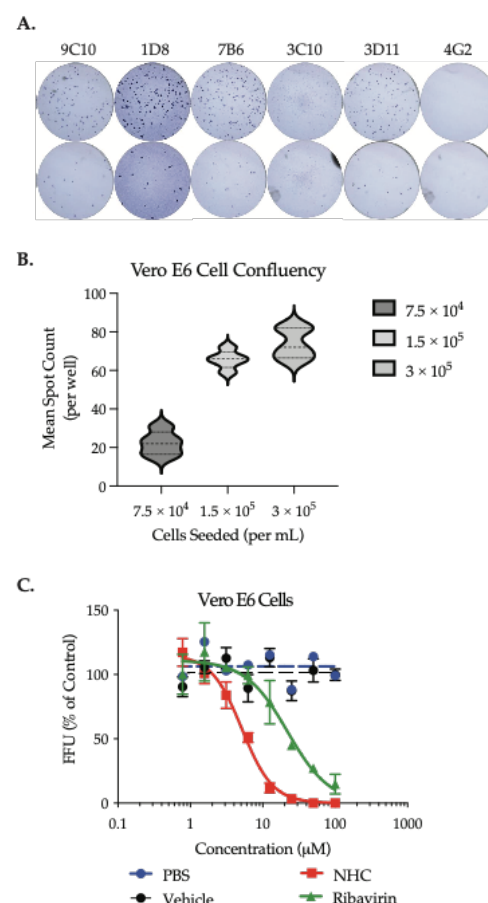 A.
9C10 1D8 7B6 3C10 3D11 4G2
B.
Vero E6 Cell Confluency
Mean Spot Count
(per well)
100
80
60
40
20
0
7.5 × 10⁴ 1.5 × 10⁵ 3 × 10⁵
Cells Seeded (per mL)
7.5 × 10⁴
1.5 × 10⁵
3 × 10⁵
C.
Vero E6 Cells
FFU (% of Control)
150
100
50
0
0.1 1 10 100 1000
Concentration (μM)
PBS NHC
Vehicle Ribavirin